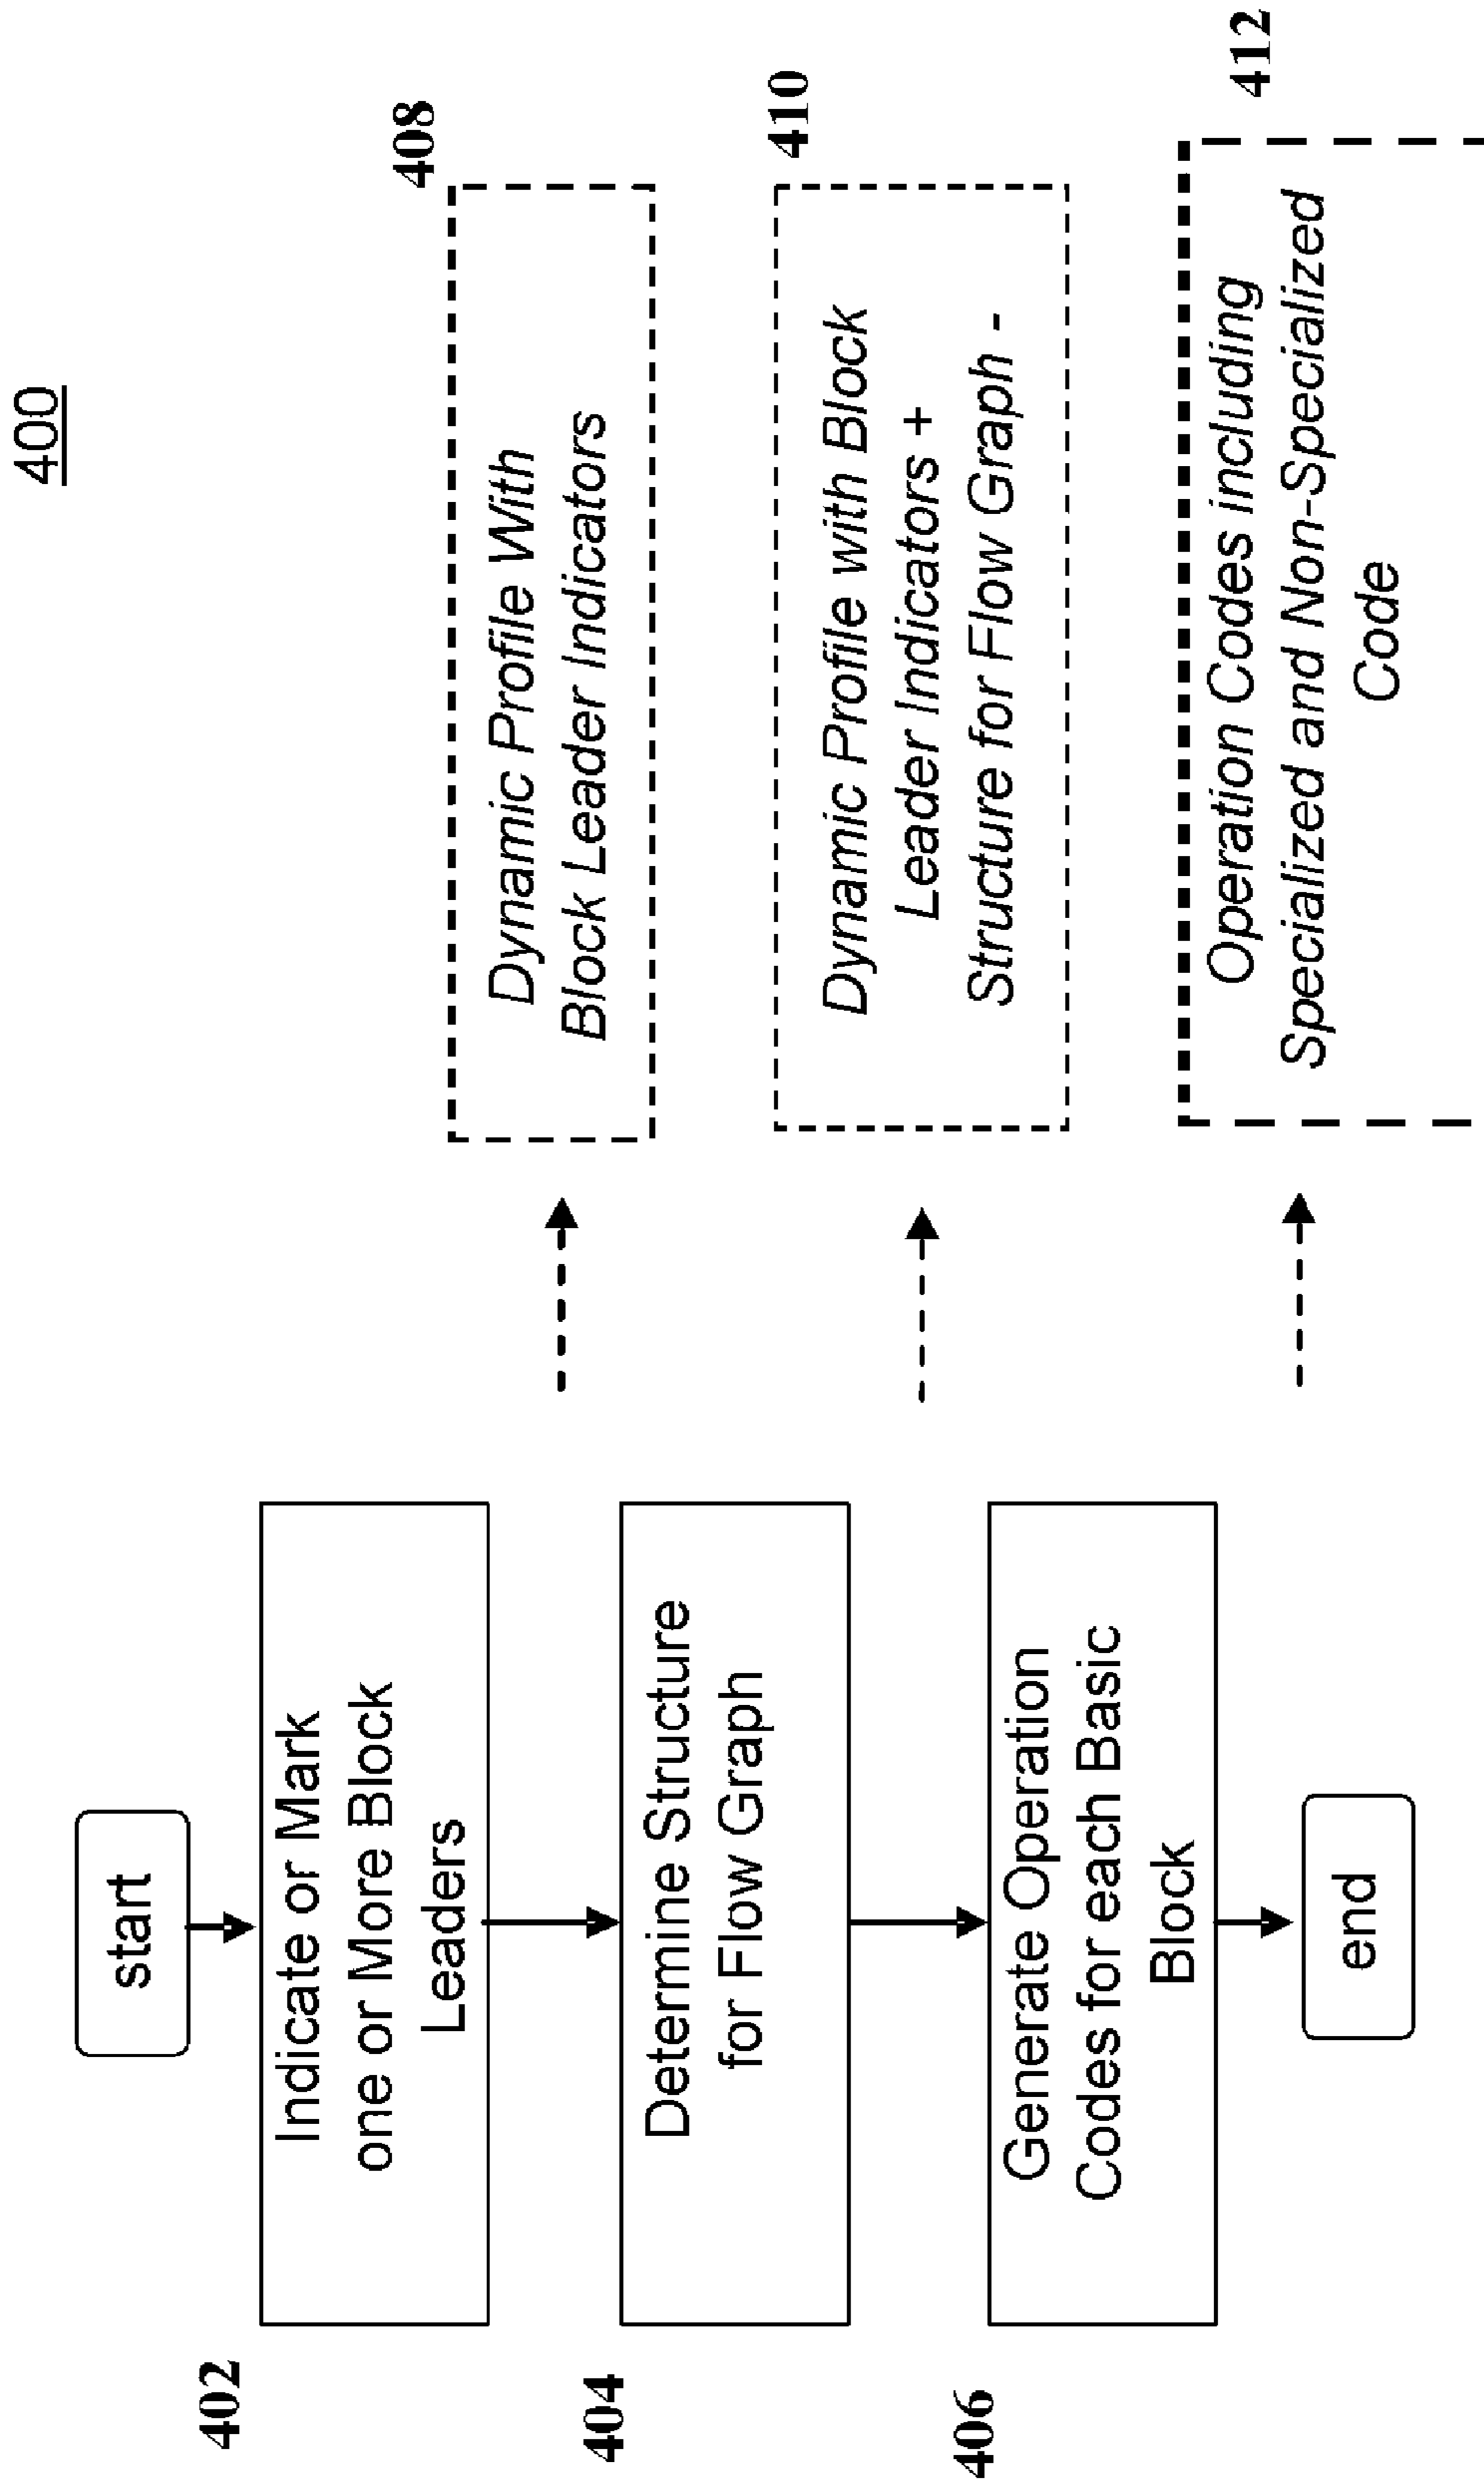 400
start
402
Indicate or Mark
one or More Block
Leaders
408
Dynamic Profile With
Block Leader Indicators
404
Determine Structure
for Flow Graph
410
Dynamic Profile with Block
Leader Indicators +
Structure for Flow Graph -
406
Generate Operation
Codes for each Basic
Block
412
Operation Codes including
Specialized and Non-Specialized
Code
end